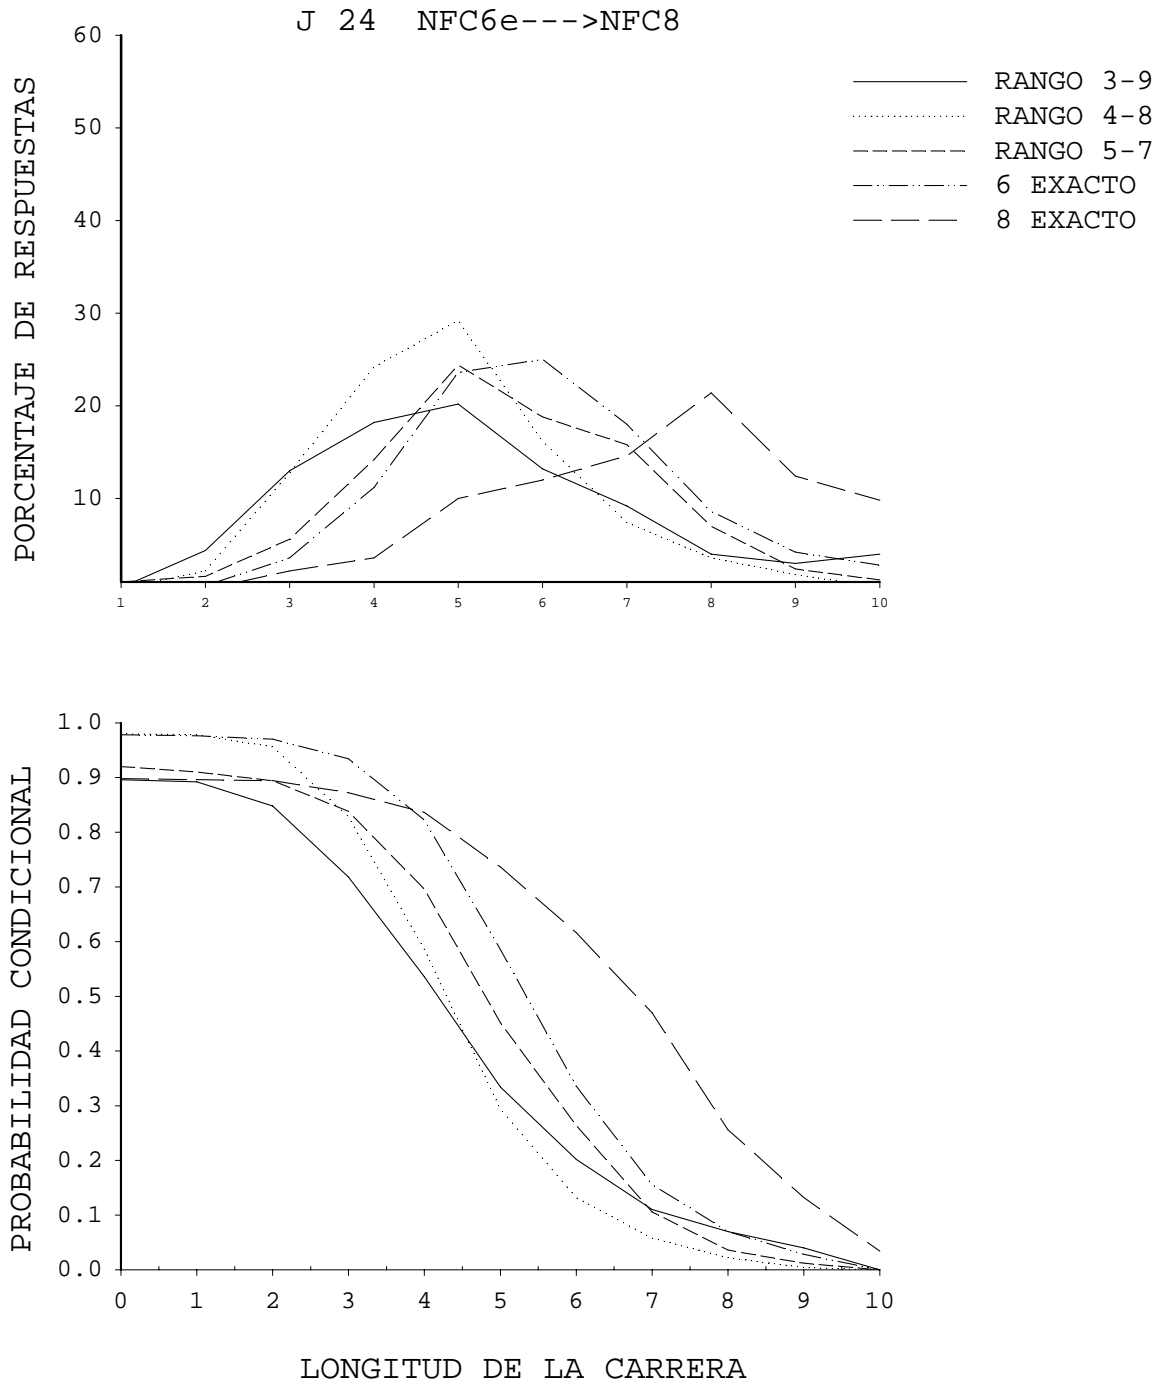 J 24 NFC6e--->NFC8
RANGO 3-9
RANGO 4-8
RANGO 5-7
6 EXACTO
8 EXACTO
PORCENTAJE DE RESPUESTAS
60
50
40
30
20
10
1 2 3 4 5 6 7 8 9 10
PROBABILIDAD CONDICIONAL
1.0
0.9
0.8
0.7
0.6
0.5
0.4
0.3
0.2
0.1
0.0
0 1 2 3 4 5 6 7 8 9 10
LONGITUD DE LA CARRERA